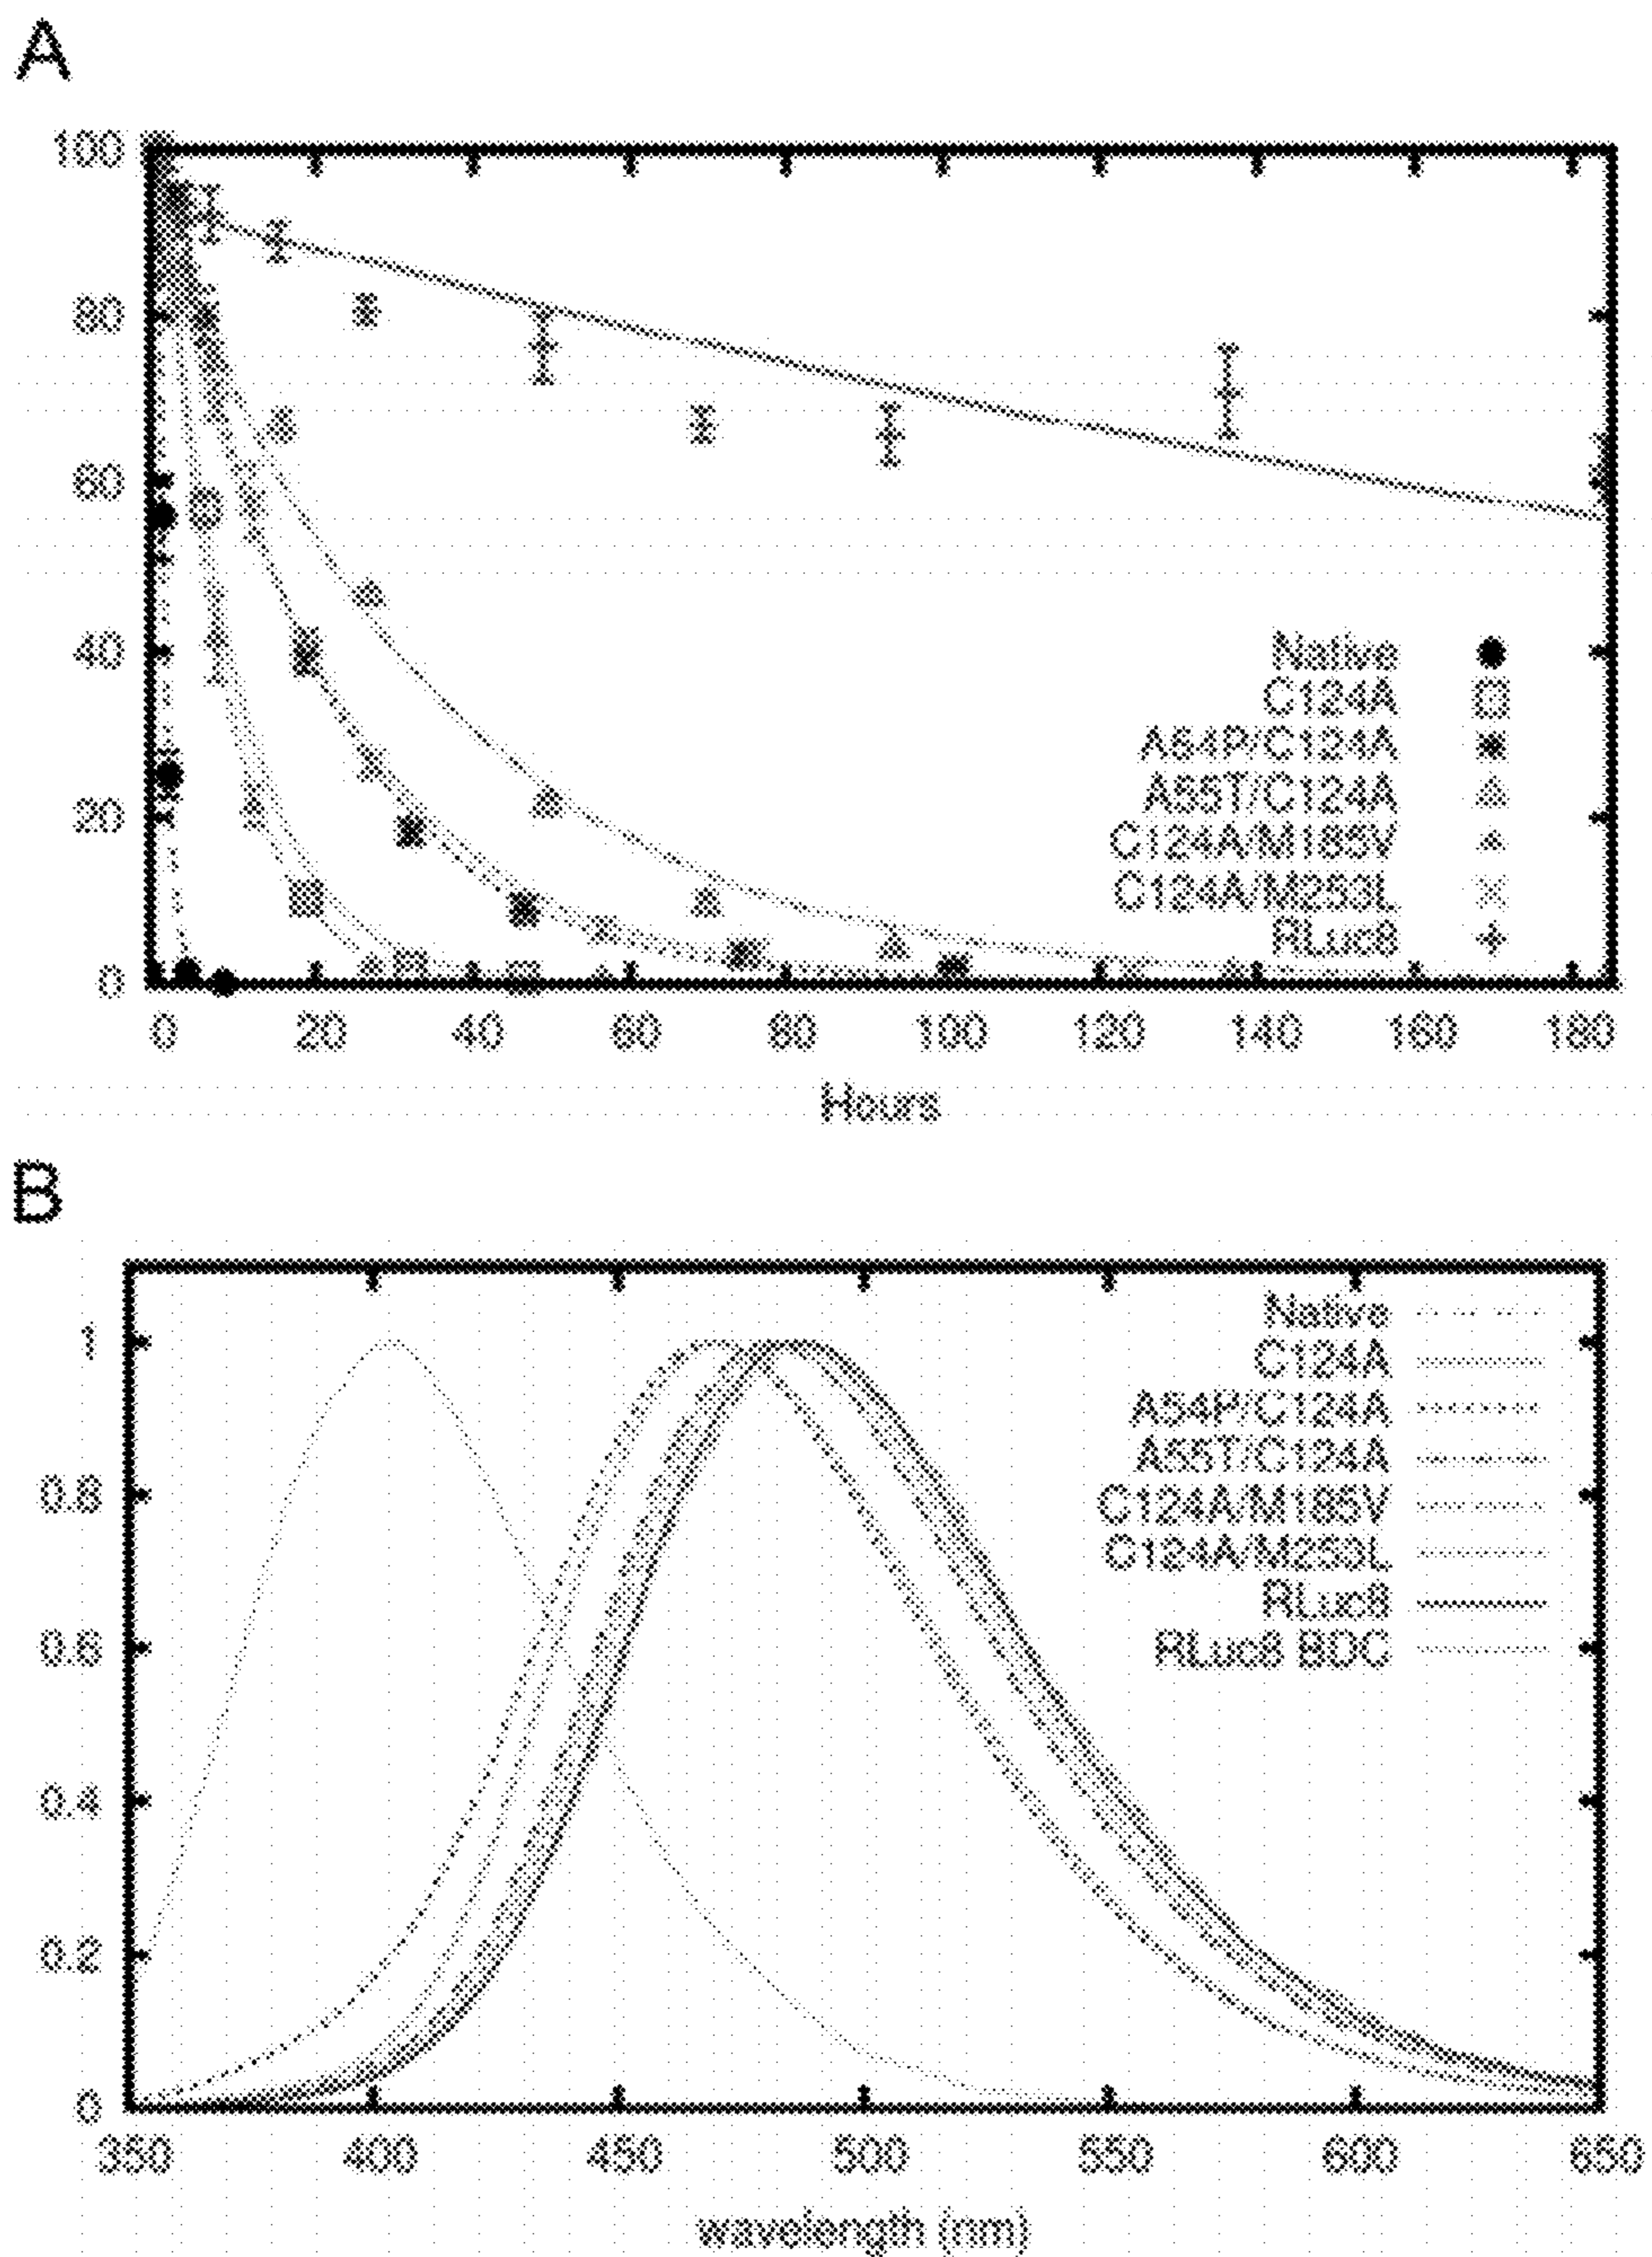 A
100
80
60
40
20
0
Native
C124A
A54P/C124A
A55T/C124A
C124A/M185V
C124A/M253L
RLuc8
0 20 40 60 80 100 120 140 160 180
Hours
B
1
0.8
0.6
0.4
0.2
0
Native
C124A
A54P/C124A
A55T/C124A
C124A/M185V
C124A/M253L
RLuc8
RLuc8 BDC
350 400 450 500 550 600 650
wavelength (nm)